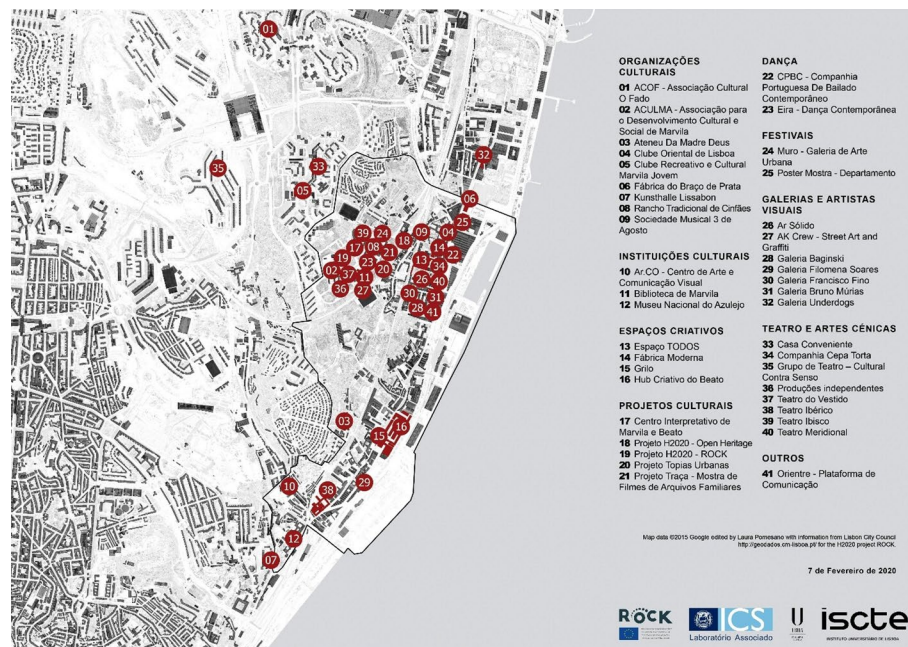 ORGANIZAÇÕES
CULTURAIS
01 ACOF - Associação Cultural
O Fado
02 ACULMA - Associação para
o Desenvolvimento Cultural e
Social de Marvila
03 Ateneu Da Madre Deus
04 Clube Oriental de Lisboa
05 Clube Recreativo e Cultural
Marvila Jovem
06 Fábrica do Braço de Prata
07 Kunsthalle Lissabon
08 Rancho Tradicional de Cinfães
09 Sociedade Musical 3 de
Agosto
INSTITUIÇÕES CULTURAIS
10 Ar.CO - Centro de Arte e
Comunicação Visual
11 Biblioteca de Marvila
12 Museu Nacional do Azulejo
ESPAÇOS CRIATIVOS
13 Espaço TODOS
14 Fábrica Moderna
15 Grilo
16 Hub Criativo do Beato
PROJETOS CULTURAIS
17 Centro Interpretativo de
Marvila e Beato
18 Projeto H2020 - Open Heritage
19 Projeto H2020 - ROCK
20 Projeto Topias Urbanas
21 Projeto Traça - Mostra de
Filmes de Arquivos Familiares
DANÇA
22 CPBC - Companhia
Portuguesa De Bailado
Contemporâneo
23 Eira - Dança Contemporânea
FESTIVAIS
24 Muro - Galeria de Arte
Urbana
25 Poster Mostra - Departamento
GALERIAS E ARTISTAS
VISUAIS
26 Ar Sólido
27 AK Crew - Street Art and
Graffiti
28 Galeria Baginski
29 Galeria Filomena Soares
30 Galeria Francisco Fino
31 Galeria Bruno Múrias
32 Galeria Underdogs
TEATRO E ARTES CÉNICAS
33 Casa Conveniente
34 Companhia Cepa Torta
35 Grupo de Teatro – Cultural
Contra Senso
36 Produções independentes
37 Teatro do Vestido
38 Teatro Ibérico
39 Teatro Ibisco
40 Teatro Meridional
OUTROS
41 Orientre - Plataforma de
Comunicação
01
35
33
05
32
06
25
39
24
09
04
18
17
08
21
14
22
19
23
13
34
02
37
11
20
26
40
36
27
30
31
28
41
03
16
15
10
38
29
12
07
Map data ©2015 Google edited by Laura Pomesano with information from Lisbon City Council
http://geodados.cm-lisboa.pt/ for the H2020 project ROCK.
7 de Fevereiro de 2020
ROCK
ICS
Laboratório Associado
iscte
INSTITUTO UNIVERSITÁRIO DE LISBOA